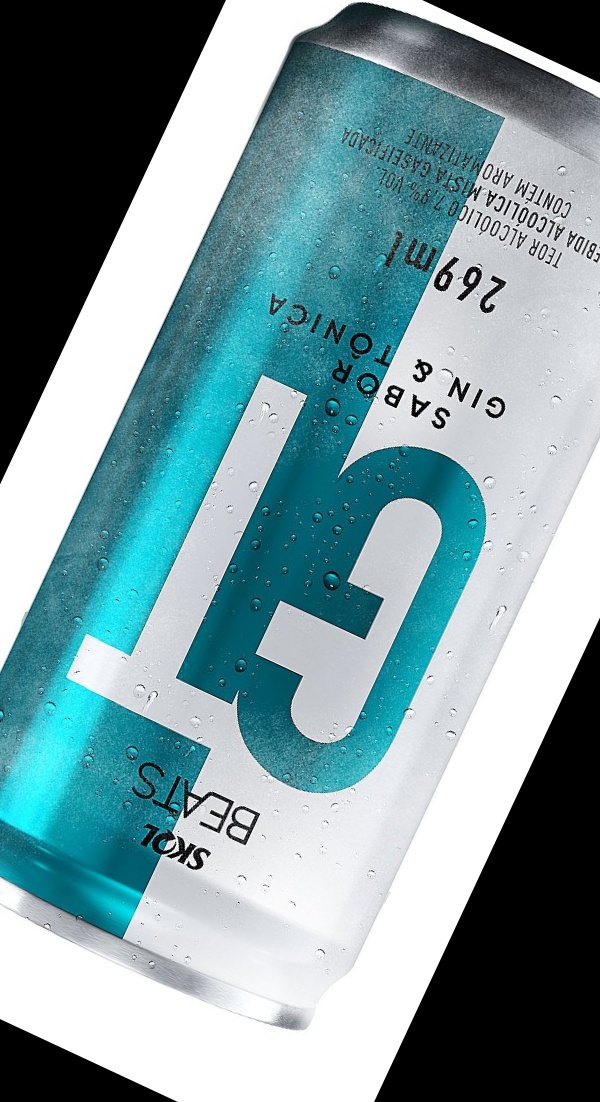 SKOL
BEATS
GT
SABOR
GIN & TÔNICA
269ml
TEOR ALCOÓLICO 7,9% VOL
BEBIDA ALCOÓLICA MISTA GASEIFICADA
CONTÉM AROMATIZANTE